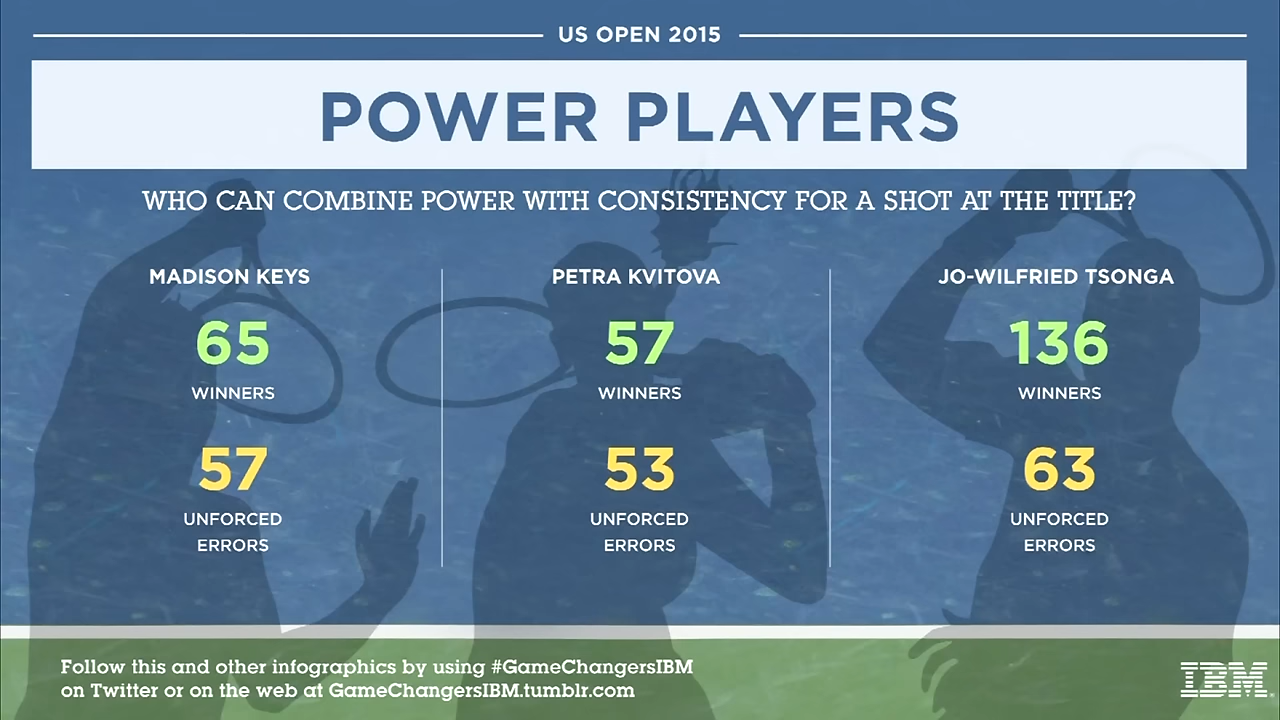 US OPEN 2015
POWER PLAYERS
WHO CAN COMBINE POWER WITH CONSISTENCY FOR A SHOT AT THE TITLE?
MADISON KEYS
65
WINNERS
57
UNFORCED
ERRORS
PETRA KVITOVA
57
WINNERS
53
UNFORCED
ERRORS
JO-WILFRIED TSONGA
136
WINNERS
63
UNFORCED
ERRORS
Follow this and other infographics by using #GameChangersIBM
on Twitter or on the web at GameChangersIBM.tumblr.com
IBM®